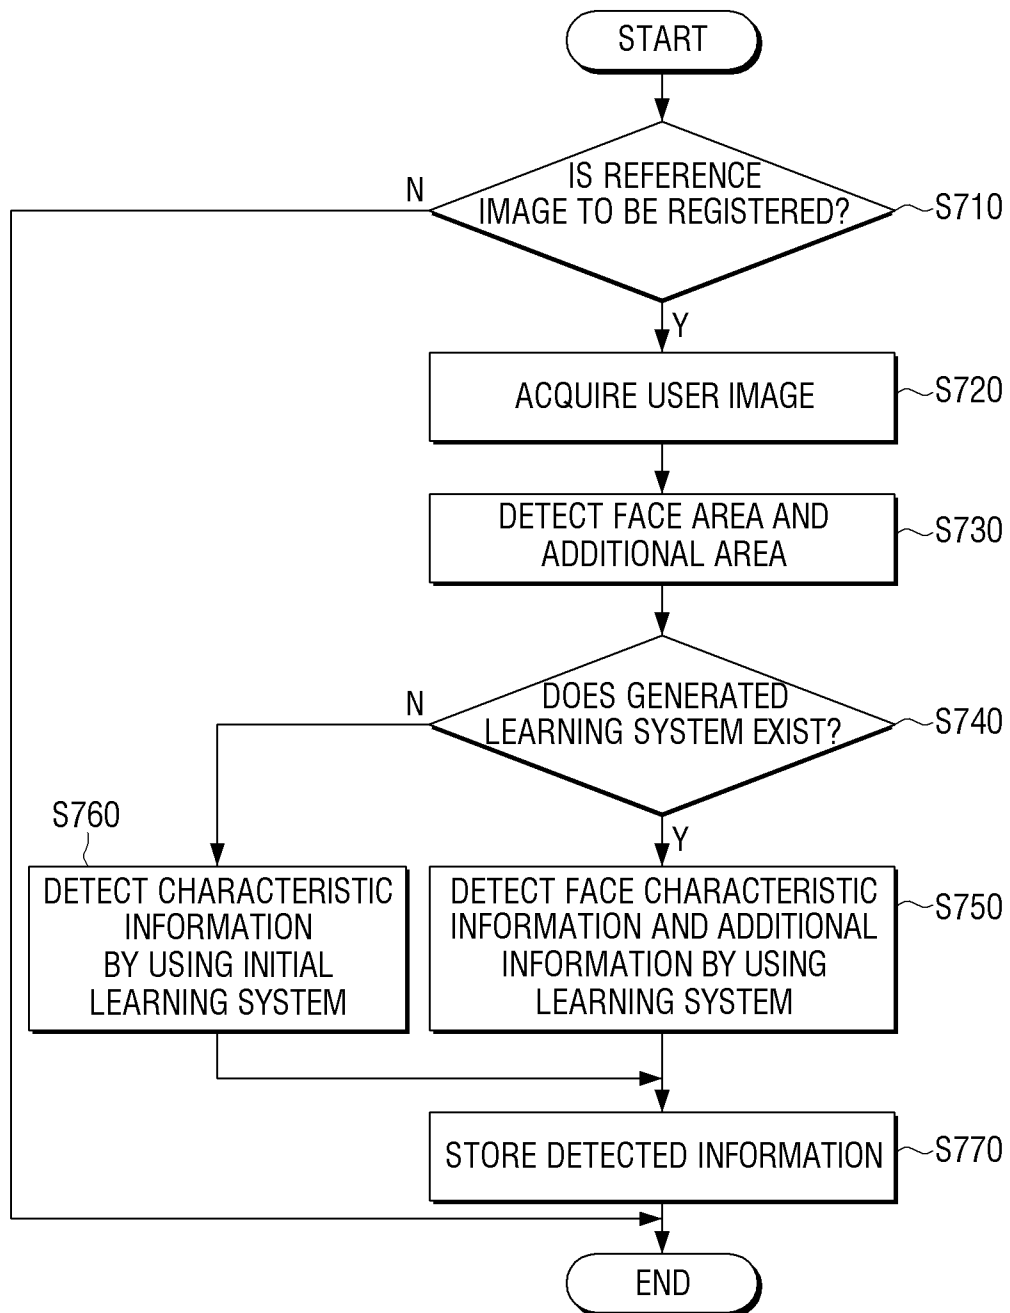 START
IS REFERENCE
IMAGE TO BE REGISTERED?
N
S710
Y
ACQUIRE USER IMAGE
S720
DETECT FACE AREA AND
ADDITIONAL AREA
S730
DOES GENERATED
LEARNING SYSTEM EXIST?
N
S740
Y
S760
DETECT CHARACTERISTIC
INFORMATION
BY USING INITIAL
LEARNING SYSTEM
DETECT FACE CHARACTERISTIC
INFORMATION AND ADDITIONAL
INFORMATION BY USING
LEARNING SYSTEM
S750
STORE DETECTED INFORMATION
S770
END